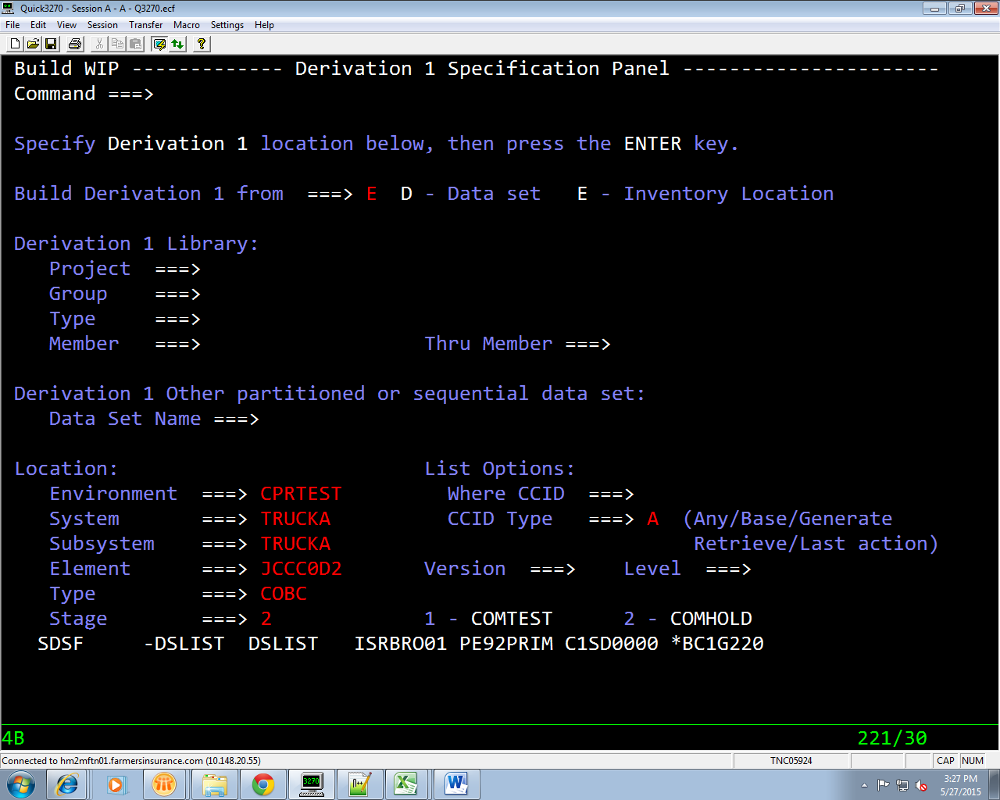 Quick3270 - Session A - A - Q3270.ecf
File Edit View Session Transfer Macro Settings Help
Build WIP ------------- Derivation 1 Specification Panel ----------------------
Command ===>
Specify Derivation 1 location below, then press the ENTER key.
Build Derivation 1 from ===> E D - Data set E - Inventory Location
Derivation 1 Library:
Project ===>
Group ===>
Type ===>
Member ===> Thru Member ===>
Derivation 1 Other partitioned or sequential data set:
Data Set Name ===>
Location: List Options:
Environment ===> CPRTEST Where CCID ===>
System ===> TRUCKA CCID Type ===> A (Any/Base/Generate
Subsystem ===> TRUCKA Retrieve/Last action)
Element ===> JCCC0D2 Version ===> Level ===>
Type ===> COBC
Stage ===> 2 1 - COMTEST 2 - COMHOLD
SDSF -DSLIST DSLIST ISRBRO01 PE92PRIM C1SD0000 *BC1G220
4B 221/30
Connected to hm2mftn01.farmersinsurance.com (10.148.20.55) TNC05924 CAP NUM
3270 n++ 3:27 PM
5/27/2015